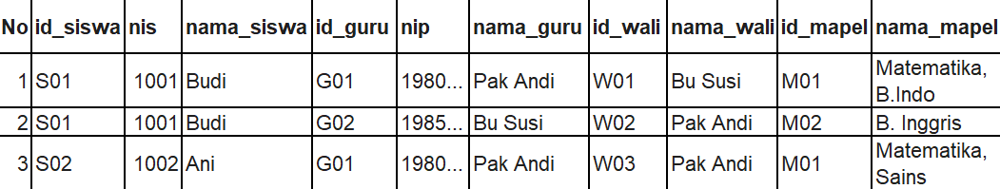 No id_siswa nis nama_siswa id_guru nip nama_guru id_wali nama_wali id_mapel nama_mapel
1 S01 1001 Budi G01 1980... Pak Andi W01 Bu Susi M01 Matematika,
B.Indo
2 S01 1001 Budi G02 1985... Bu Susi W02 Pak Andi M02 B. Inggris
3 S02 1002 Ani G01 1980... Pak Andi W03 Pak Andi M01 Matematika,
Sains